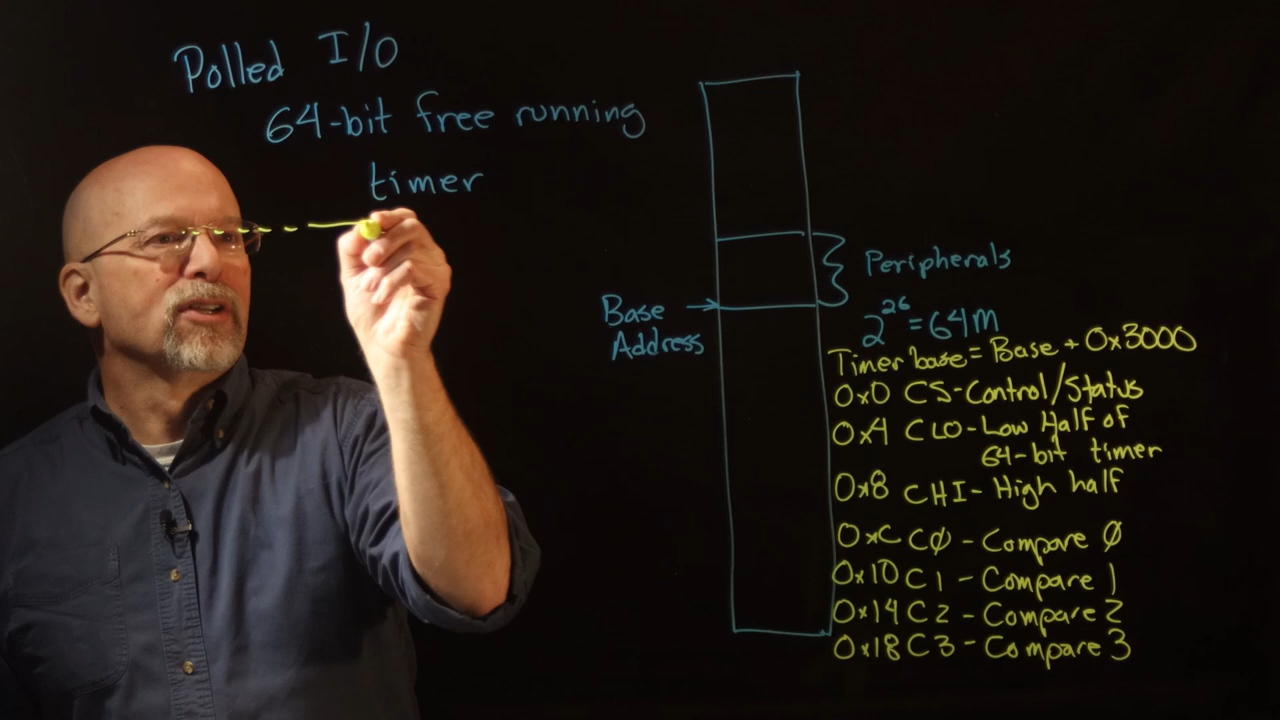 Polled I/O
64-bit free running
timer
Peripherals
Base
Address
2^26 = 64M
Timer base = Base + 0x3000
0x0 CS-Control/Status
0x4 CLO-Low Half of
64-bit timer
0x8 CHI-High half
0xC C0 - Compare 0
0x10 C1 - Compare 1
0x14 C2 - Compare 2
0x18 C3 - Compare 3